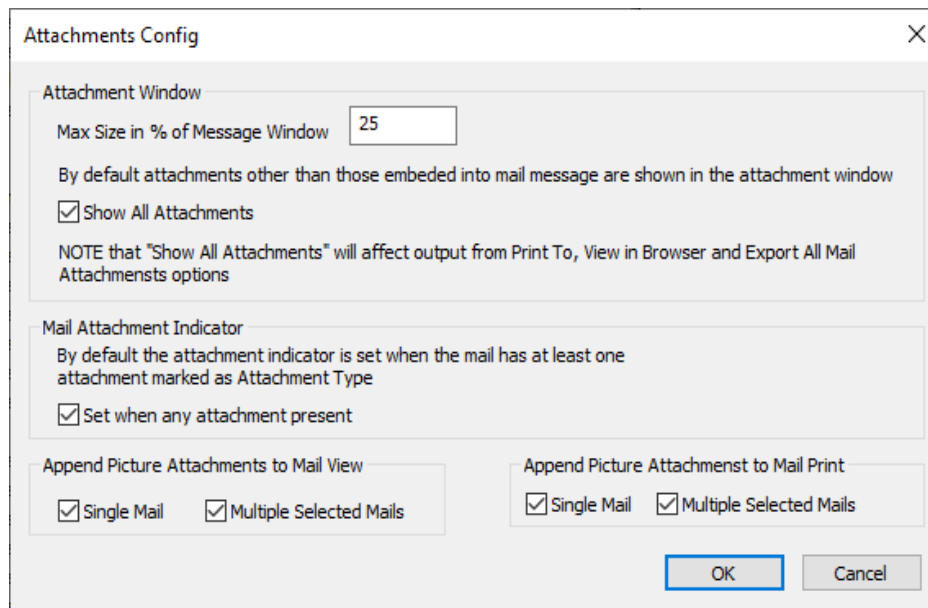 Attachments Config
Attachment Window
Max Size in % of Message Window 25
By default attachments other than those embeded into mail message are shown in the attachment window
Show All Attachments
NOTE that "Show All Attachments" will affect output from Print To, View in Browser and Export All Mail
Attachmensts options
Mail Attachment Indicator
By default the attachment indicator is set when the mail has at least one
attachment marked as Attachment Type
Set when any attachment present
Append Picture Attachments to Mail View
Single Mail Multiple Selected Mails
Append Picture Attachmenst to Mail Print
Single Mail Multiple Selected Mails
OK Cancel